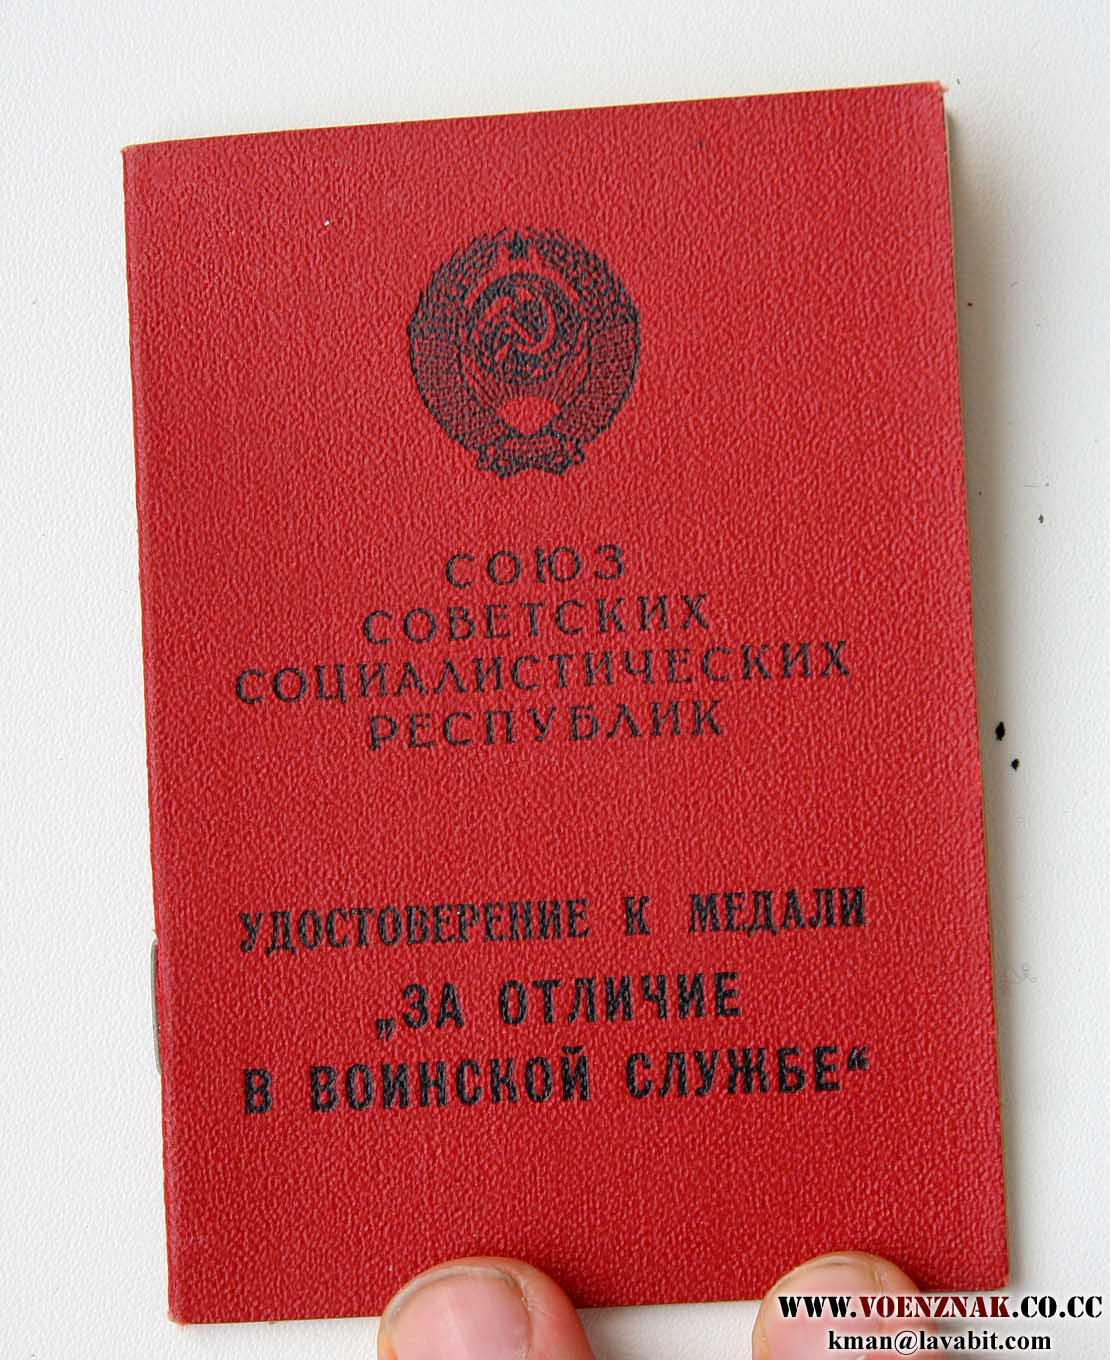 СОЮЗ
СОВЕТСКИХ
СОЦИАЛИСТИЧЕСКИХ
РЕСПУБЛИК
УДОСТОВЕРЕНИЕ К МЕДАЛИ
„ЗА ОТЛИЧИЕ
В ВОИНСКОЙ СЛУЖБЕ“
WWW.VOENZNAK.CO.CC
kman@lavabit.com